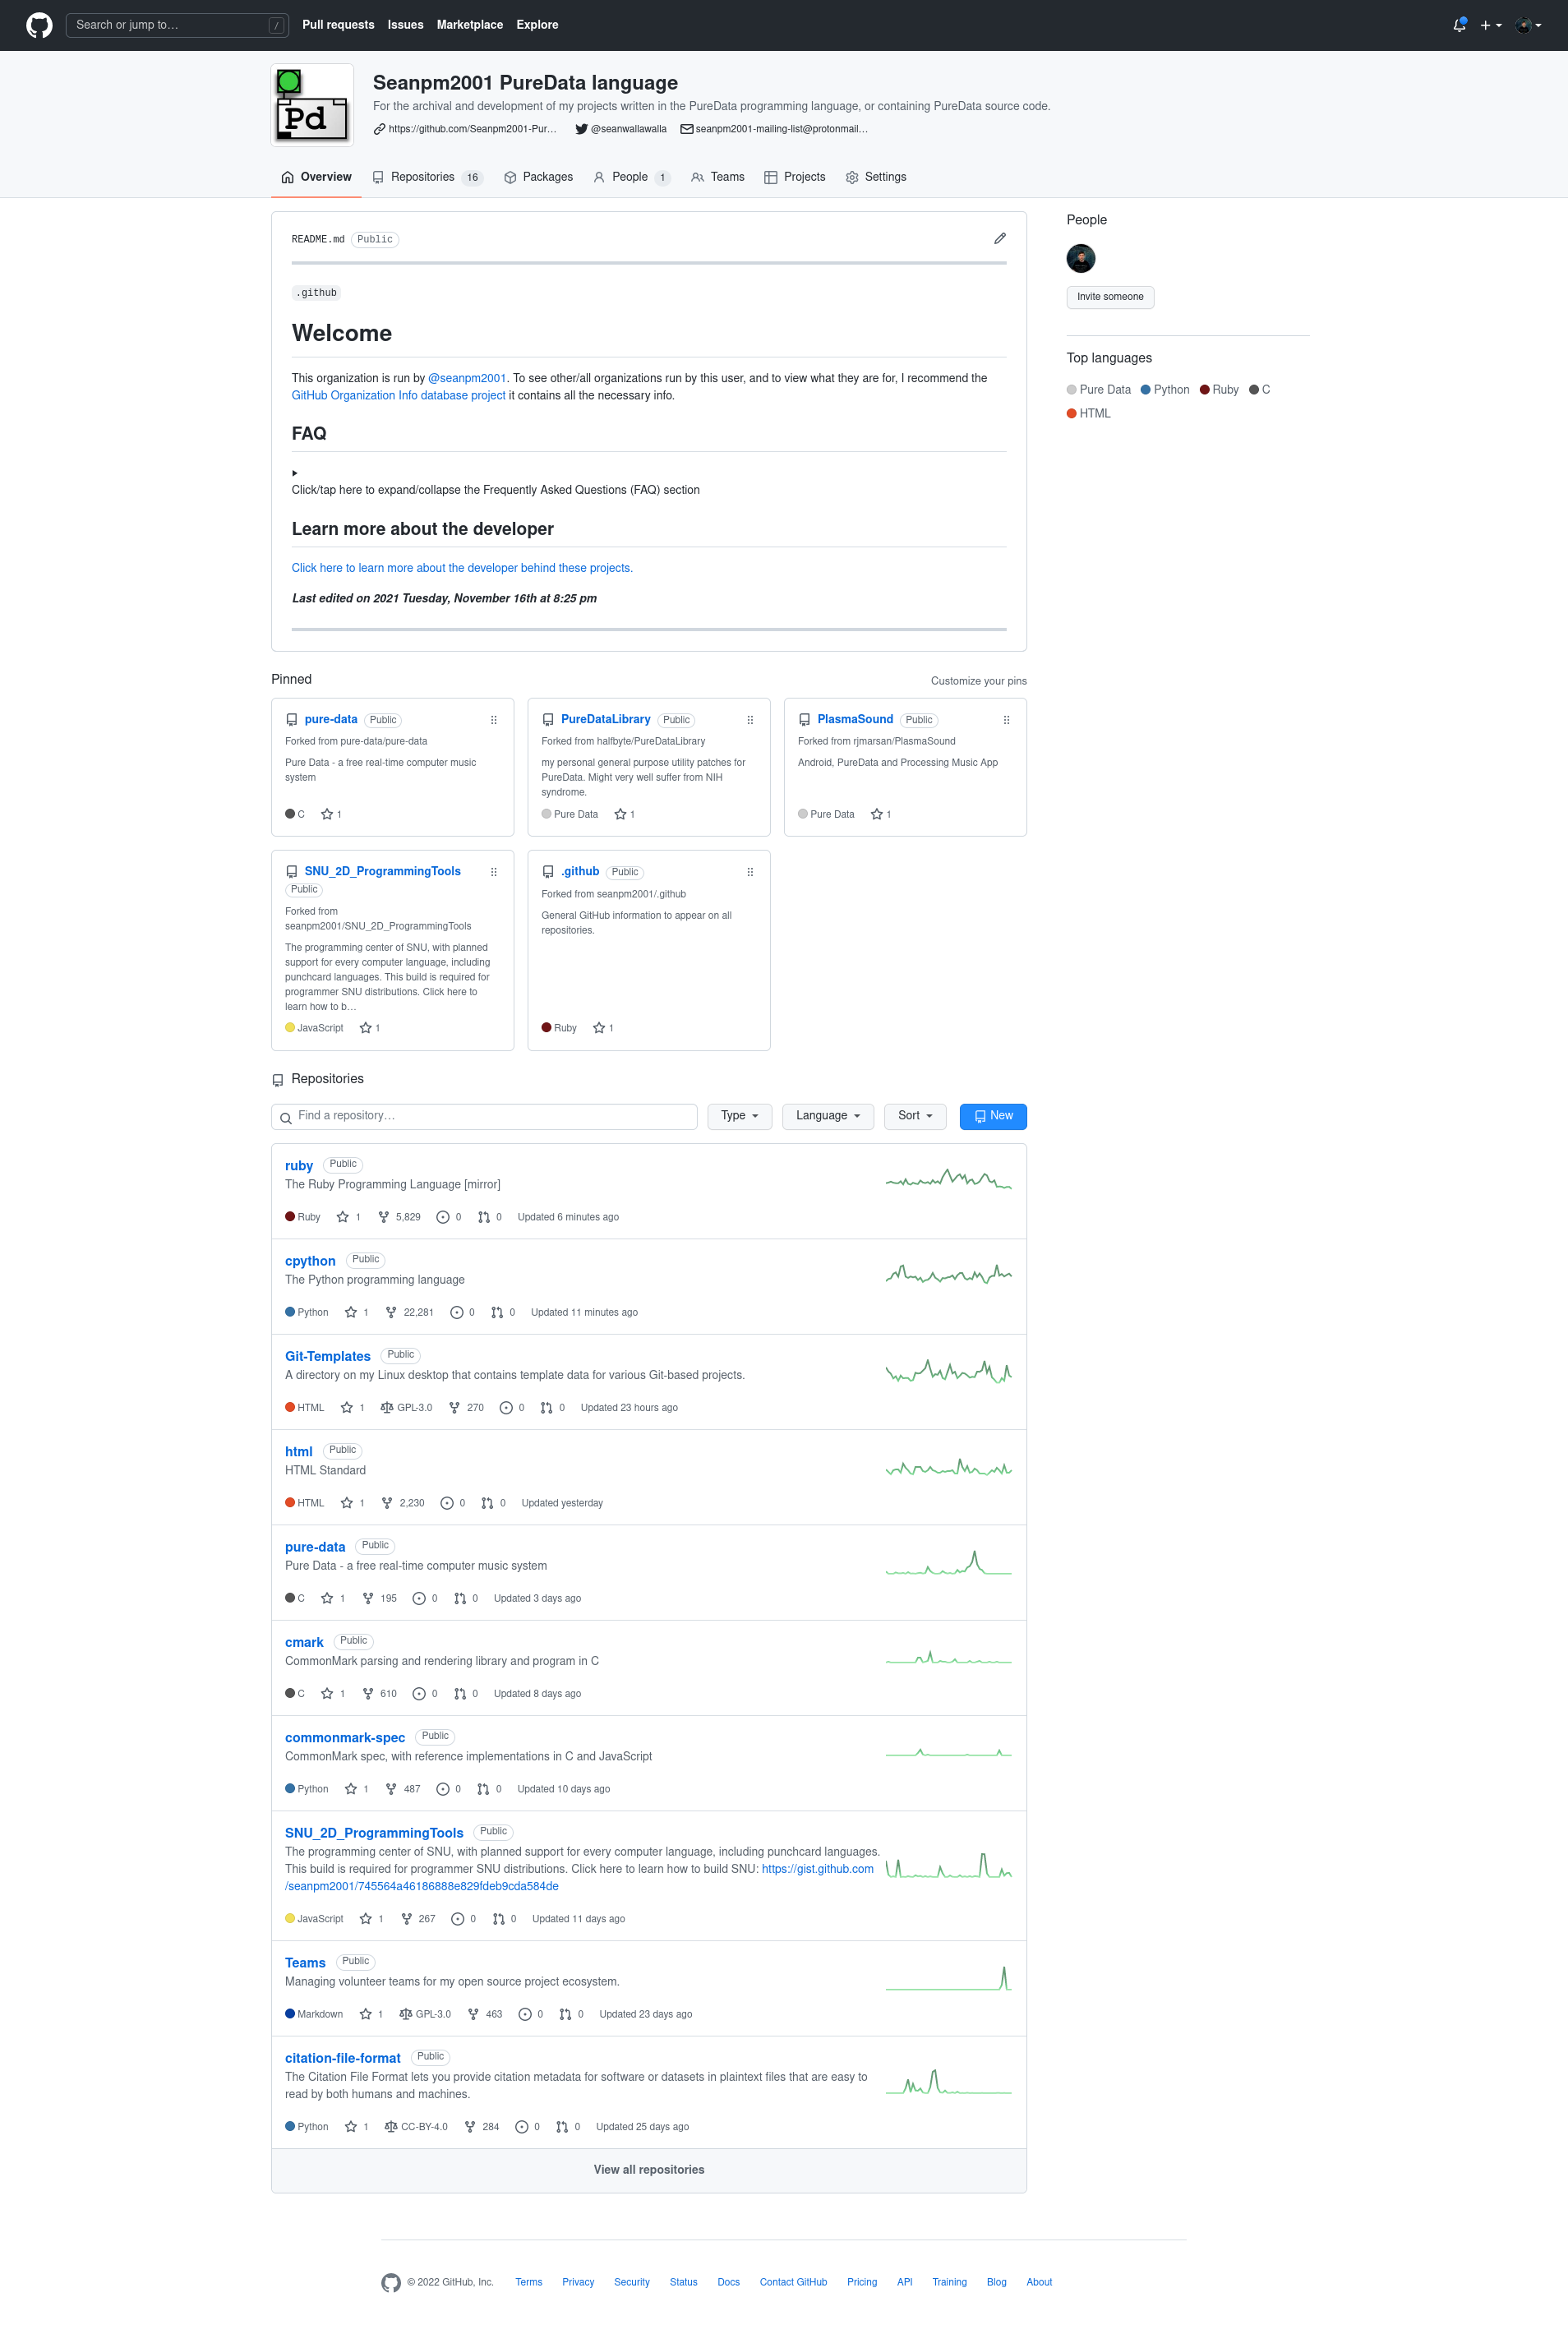 Search or jump to… /
Pull requests Issues Marketplace Explore
Pd
Seanpm2001 PureData language
For the archival and development of my projects written in the PureData programming language, or containing PureData source code.
https://github.com/Seanpm2001-Pur… @seanwallawalla seanpm2001-mailing-list@protonmail…
Overview Repositories 16 Packages People 1 Teams Projects Settings
README.md Public
.github
Welcome
This organization is run by @seanpm2001. To see other/all organizations run by this user, and to view what they are for, I recommend the
GitHub Organization Info database project it contains all the necessary info.
FAQ
Click/tap here to expand/collapse the Frequently Asked Questions (FAQ) section
Learn more about the developer
Click here to learn more about the developer behind these projects.
Last edited on 2021 Tuesday, November 16th at 8:25 pm
People
Invite someone
Top languages
Pure Data Python Ruby C
HTML
Pinned
Customize your pins
pure-data Public
Forked from pure-data/pure-data
Pure Data - a free real-time computer music
system
C 1
PureDataLibrary Public
Forked from halfbyte/PureDataLibrary
my personal general purpose utility patches for
PureData. Might very well suffer from NIH
syndrome.
Pure Data 1
PlasmaSound Public
Forked from rjmarsan/PlasmaSound
Android, PureData and Processing Music App
Pure Data 1
SNU_2D_ProgrammingTools
Public
Forked from
seanpm2001/SNU_2D_ProgrammingTools
The programming center of SNU, with planned
support for every computer language, including
punchcard languages. This build is required for
programmer SNU distributions. Click here to
learn how to b…
JavaScript 1
.github Public
Forked from seanpm2001/.github
General GitHub information to appear on all
repositories.
Ruby 1
Repositories
Find a repository… Type Language Sort New
ruby Public
The Ruby Programming Language [mirror]
Ruby 1 5,829 0 0 Updated 6 minutes ago
cpython Public
The Python programming language
Python 1 22,281 0 0 Updated 11 minutes ago
Git-Templates Public
A directory on my Linux desktop that contains template data for various Git-based projects.
HTML 1 GPL-3.0 270 0 0 Updated 23 hours ago
html Public
HTML Standard
HTML 1 2,230 0 0 Updated yesterday
pure-data Public
Pure Data - a free real-time computer music system
C 1 195 0 0 Updated 3 days ago
cmark Public
CommonMark parsing and rendering library and program in C
C 1 610 0 0 Updated 8 days ago
commonmark-spec Public
CommonMark spec, with reference implementations in C and JavaScript
Python 1 487 0 0 Updated 10 days ago
SNU_2D_ProgrammingTools Public
The programming center of SNU, with planned support for every computer language, including punchcard languages.
This build is required for programmer SNU distributions. Click here to learn how to build SNU: https://gist.github.com
/seanpm2001/745564a46186888e829fdeb9cda584de
JavaScript 1 267 0 0 Updated 11 days ago
Teams Public
Managing volunteer teams for my open source project ecosystem.
Markdown 1 GPL-3.0 463 0 0 Updated 23 days ago
citation-file-format Public
The Citation File Format lets you provide citation metadata for software or datasets in plaintext files that are easy to
read by both humans and machines.
Python 1 CC-BY-4.0 284 0 0 Updated 25 days ago
View all repositories
© 2022 GitHub, Inc. Terms Privacy Security Status Docs Contact GitHub Pricing API Training Blog About